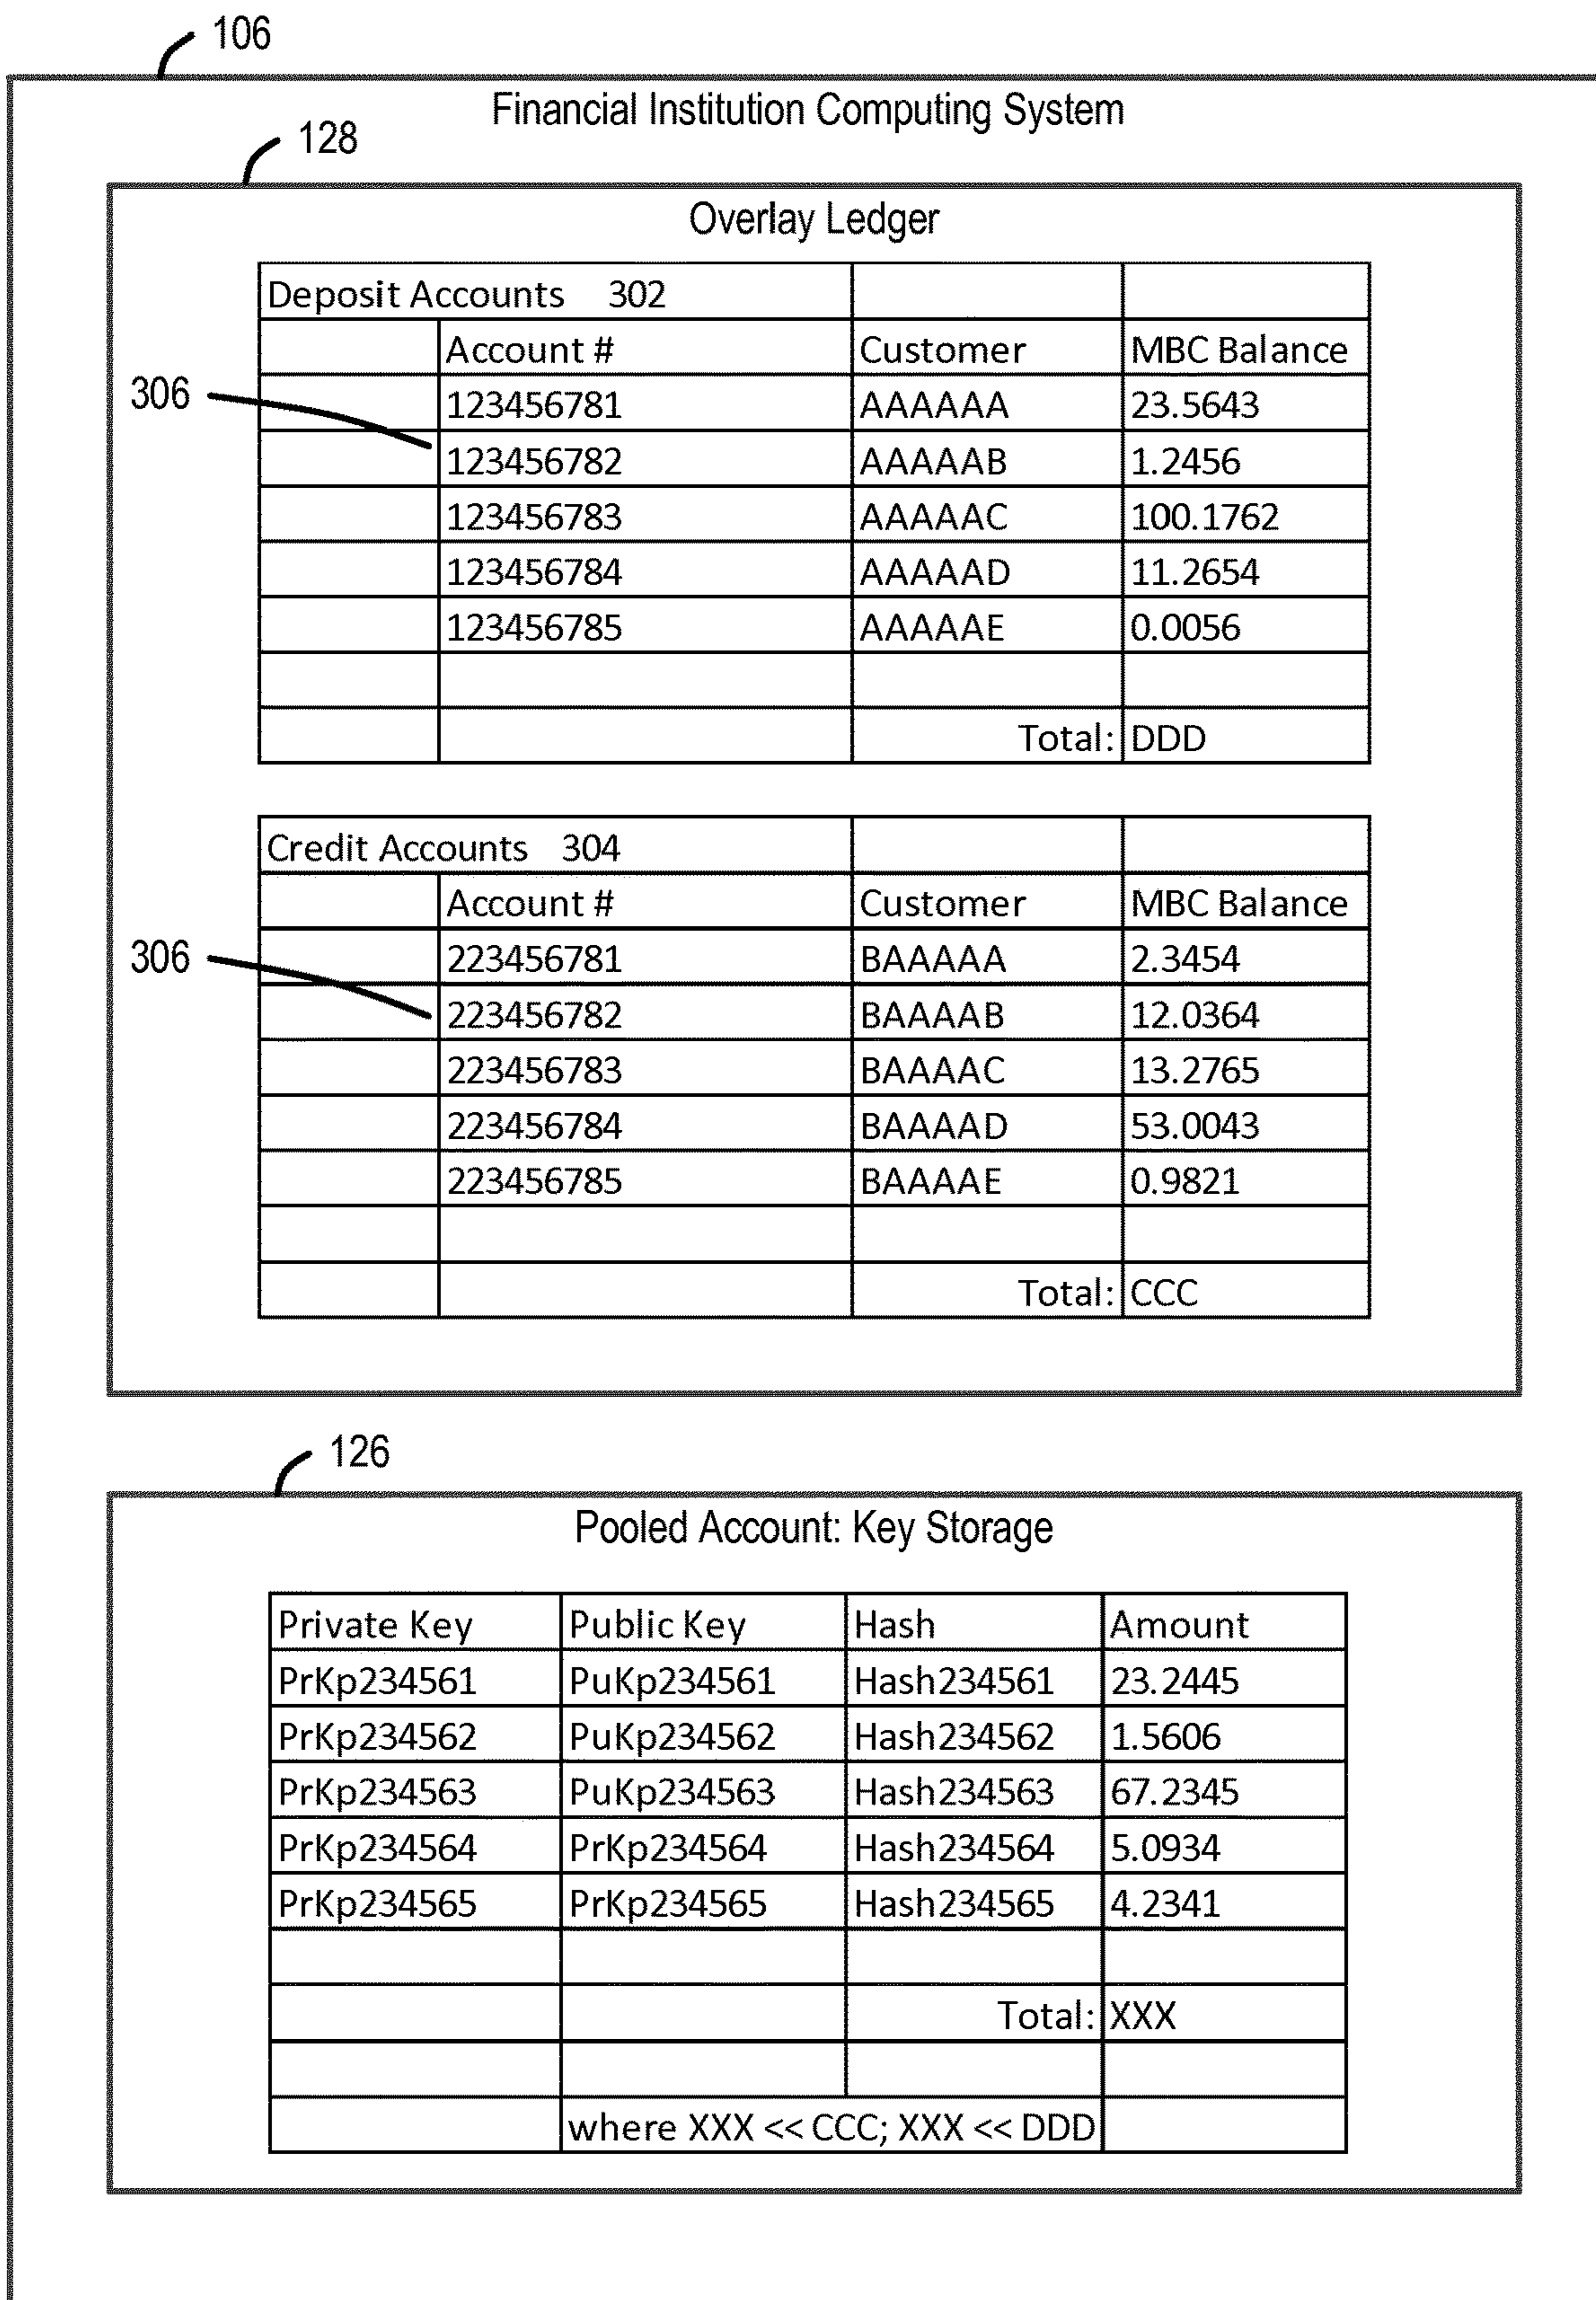 106
Financial Institution Computing System
128
Overlay Ledger
Deposit Accounts 302
Account # Customer MBC Balance
306
123456781 AAAAAA 23.5643
123456782 AAAAAB 1.2456
123456783 AAAAAC 100.1762
123456784 AAAAAD 11.2654
123456785 AAAAAE 0.0056
Total: DDD
Credit Accounts 304
Account # Customer MBC Balance
306
223456781 BAAAAA 2.3454
223456782 BAAAAB 12.0364
223456783 BAAAAC 13.2765
223456784 BAAAAD 53.0043
223456785 BAAAAE 0.9821
Total: CCC
126
Pooled Account: Key Storage
Private Key Public Key Hash Amount
PrKp234561 PuKp234561 Hash234561 23.2445
PrKp234562 PuKp234562 Hash234562 1.5606
PrKp234563 PuKp234563 Hash234563 67.2345
PrKp234564 PrKp234564 Hash234564 5.0934
PrKp234565 PrKp234565 Hash234565 4.2341
Total: XXX
where XXX << CCC; XXX << DDD